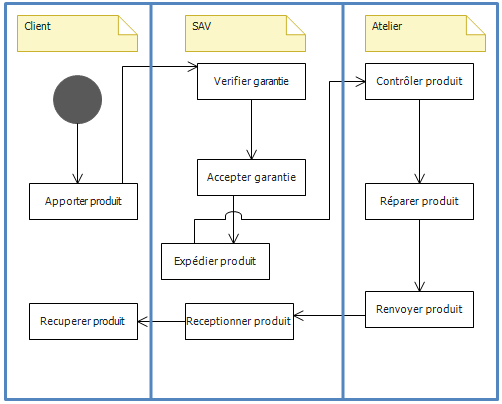 Client
SAV
Atelier
Verifier garantie
Contrôler produit
Accepter garantie
Apporter produit
Réparer produit
Expédier produit
Recuperer produit
Receptionner produit
Renvoyer produit